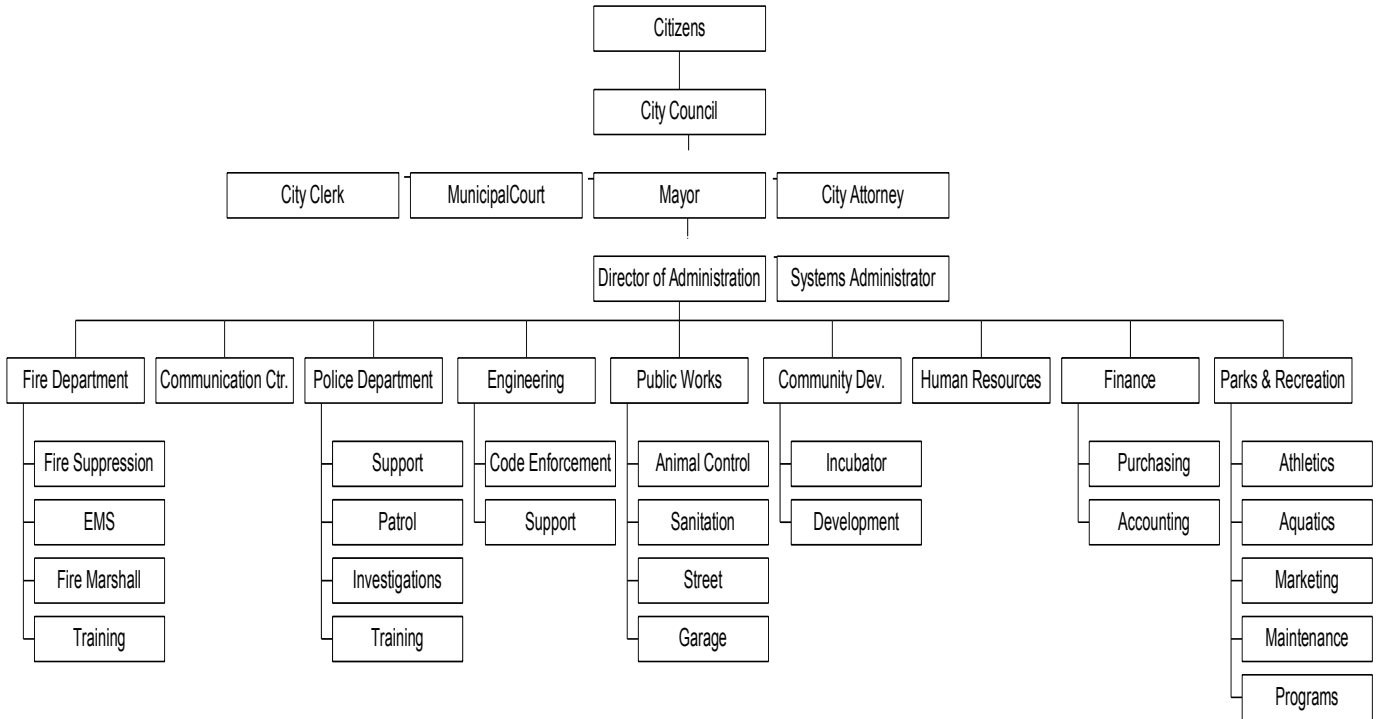 Citizens
City Council
City Clerk
MunicipalCourt
Mayor
City Attorney
Director of Administration
Systems Administrator
Fire Department
Communication Ctr.
Police Department
Engineering
Public Works
Community Dev.
Human Resources
Finance
Parks & Recreation
Fire Suppression
EMS
Fire Marshall
Training
Support
Patrol
Investigations
Training
Code Enforcement
Support
Animal Control
Sanitation
Street
Garage
Incubator
Development
Purchasing
Accounting
Athletics
Aquatics
Marketing
Maintenance
Programs